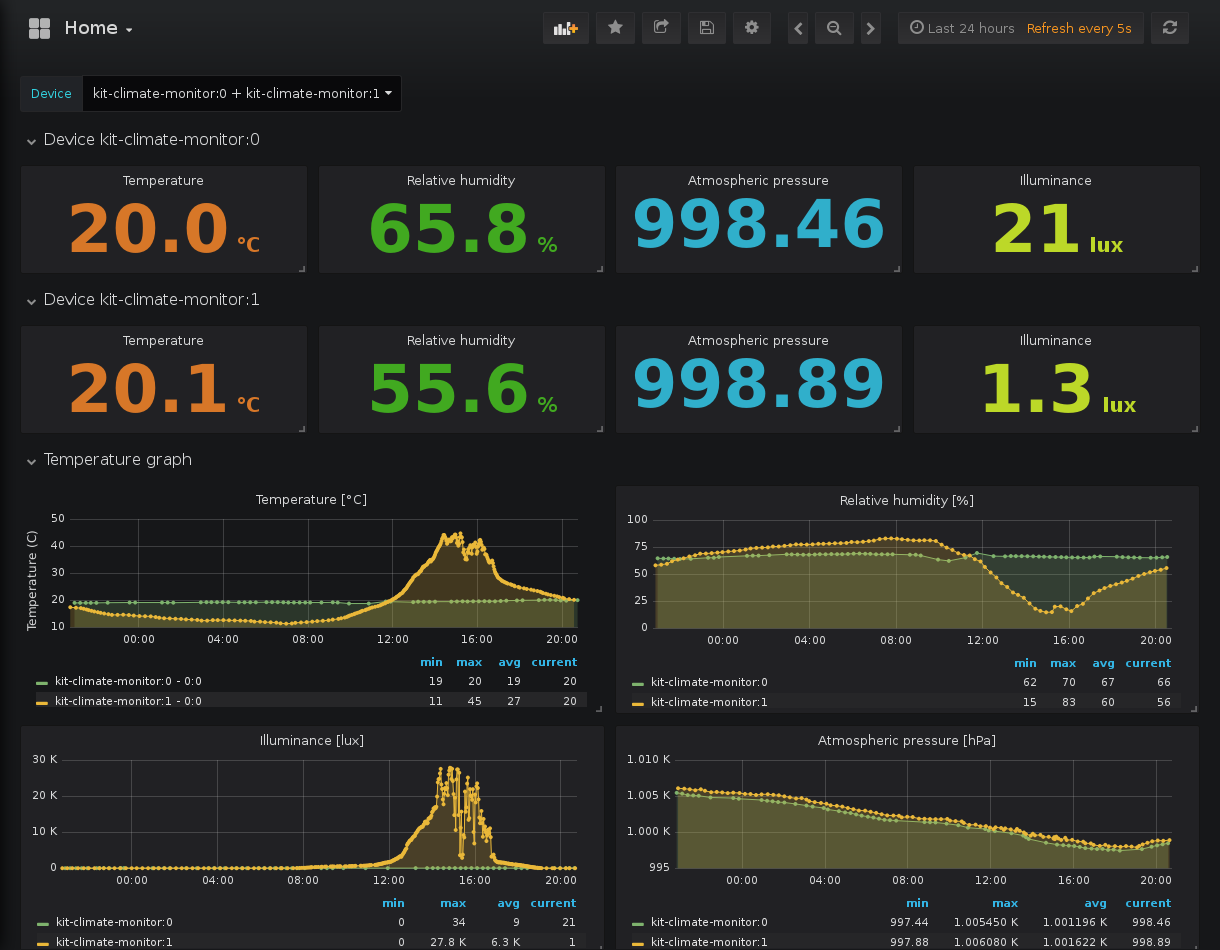 Home
Last 24 hours Refresh every 5s
Device kit-climate-monitor:0 + kit-climate-monitor:1
Device kit-climate-monitor:0
Temperature Relative humidity Atmospheric pressure Illuminance
20.0 °C 65.8 % 998.46 21 lux
Device kit-climate-monitor:1
Temperature Relative humidity Atmospheric pressure Illuminance
20.1 °C 55.6 % 998.89 1.3 lux
Temperature graph
Temperature [°C]
Temperature (C)
50
40
30
20
10
00:00 04:00 08:00 12:00 16:00 20:00
min max avg current
kit-climate-monitor:0 - 0:0 19 20 19 20
kit-climate-monitor:1 - 0:0 11 45 27 20
Relative humidity [%]
100
75
50
25
0
00:00 04:00 08:00 12:00 16:00 20:00
min max avg current
kit-climate-monitor:0 62 70 67 66
kit-climate-monitor:1 15 83 60 56
Illuminance [lux]
30 K
20 K
10 K
0
00:00 04:00 08:00 12:00 16:00 20:00
min max avg current
kit-climate-monitor:0 0 34 9 21
kit-climate-monitor:1 0 27.8 K 6.3 K 1
Atmospheric pressure [hPa]
1.010 K
1.005 K
1.000 K
995
00:00 04:00 08:00 12:00 16:00 20:00
min max avg current
kit-climate-monitor:0 997.44 1.005450 K 1.001196 K 998.46
kit-climate-monitor:1 997.88 1.006080 K 1.001622 K 998.89